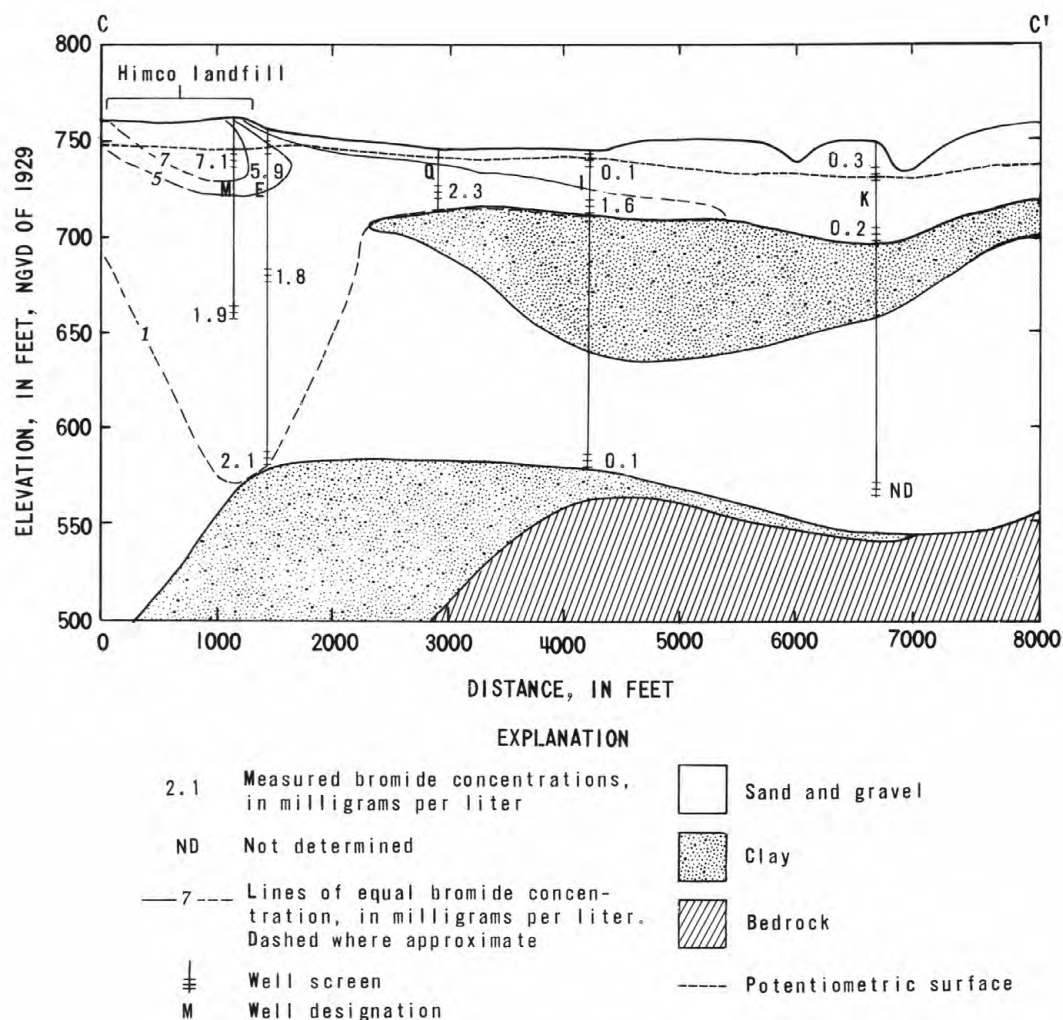 C C'
800
Himco landfill
750
7 7.1 5.9 0.1 0.3
5 M E Q 2.3 I 1.6 K
700 0.2
1.8
650 1.9
1
600
2.1 0.1 ND
550
500
0 1000 2000 3000 4000 5000 6000 7000 8000
ELEVATION, IN FEET, NGVD OF 1929
DISTANCE, IN FEET
EXPLANATION
2.1 Measured bromide concentrations,
in milligrams per liter
ND Not determined
7 Lines of equal bromide concen-
tration, in milligrams per liter.
Dashed where approximate
Well screen
M Well designation
Sand and gravel
Clay
Bedrock
Potentiometric surface